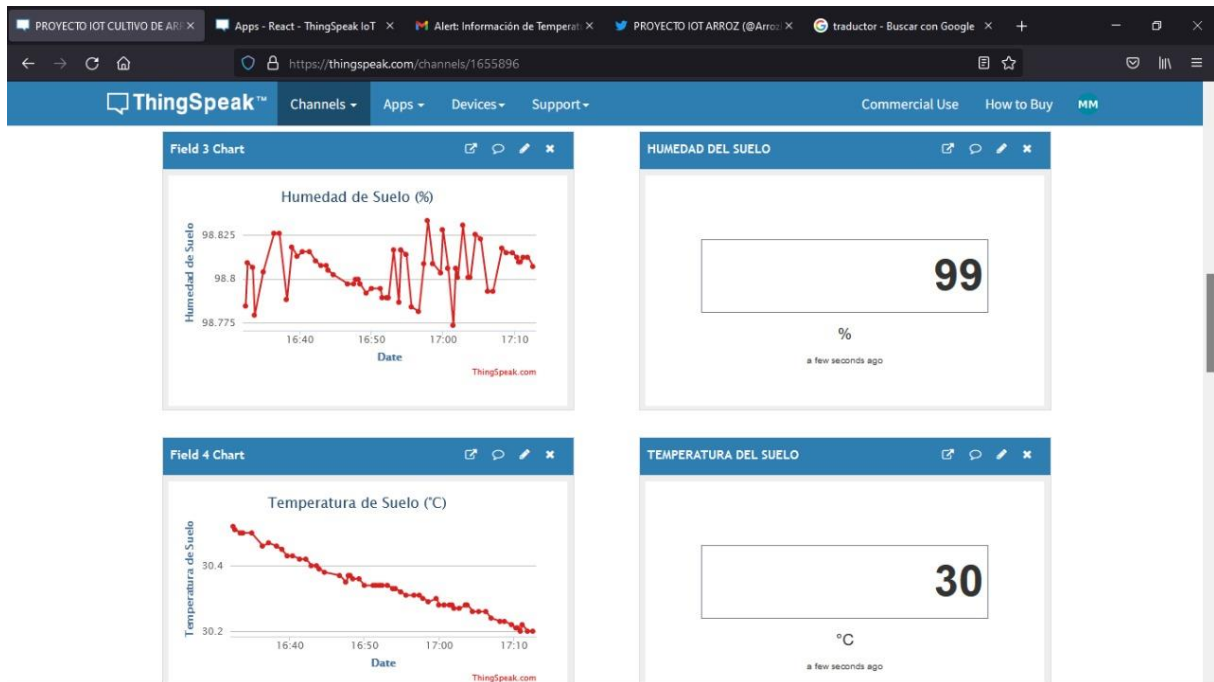 PROYECTO IOT CULTIVO DE ARR
Apps - React - ThingSpeak IoT
Alert: Información de Temperat
PROYECTO IOT ARROZ (@Arroz
traductor - Buscar con Google
https://thingspeak.com/channels/1655896
ThingSpeak™ Channels Apps Devices Support Commercial Use How to Buy MM
Field 3 Chart
Humedad de Suelo (%)
Humedad de Suelo
98.825
98.8
98.775
16:40 16:50 17:00 17:10
Date
ThingSpeak.com
HUMEDAD DEL SUELO
99
%
a few seconds ago
Field 4 Chart
Temperatura de Suelo (°C)
Temperatura de Suelo
30.4
30.2
16:40 16:50 17:00 17:10
Date
ThingSpeak.com
TEMPERATURA DEL SUELO
30
°C
a few seconds ago